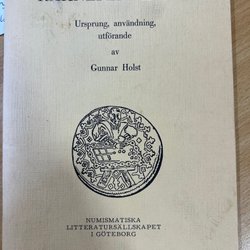 Ursprung, användning,
utförande
av
Gunnar Holst
NUMISMATISKA
LITTERATURSÄLLSKAPET
I GÖTEBORG